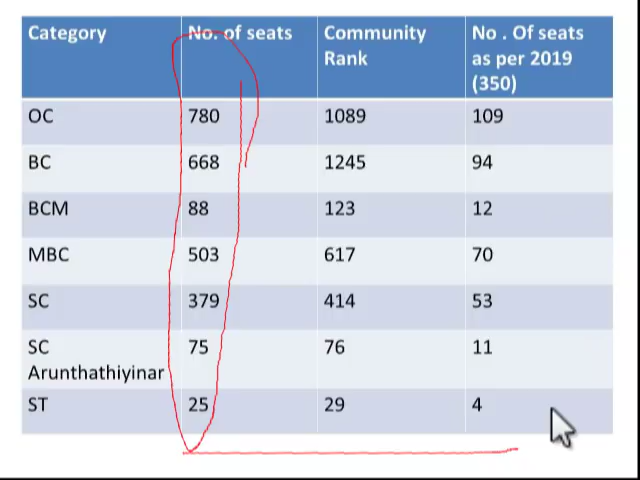 Category No. of seats Community Rank No . Of seats as per 2019 (350)
OC 780 1089 109
BC 668 1245 94
BCM 88 123 12
MBC 503 617 70
SC 379 414 53
SC Arunthathiyinar 75 76 11
ST 25 29 4